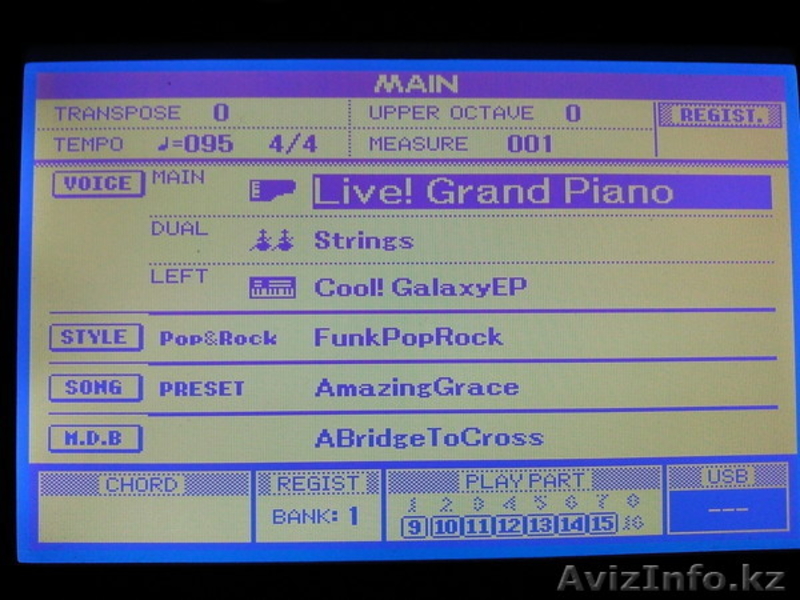 MAIN
TRANSPOSE 0 UPPER OCTAVE 0 REGIST.
TEMPO ♩=095 4/4 MEASURE 001
VOICE MAIN Live! Grand Piano
DUAL Strings
LEFT Cool! GalaxyEP
STYLE Pop&Rock FunkPopRock
SONG PRESET AmazingGrace
M.D.B ABridgeToCross
CHORD REGIST PLAY PART USB
1 2 3 4 5 6 7 8
BANK: 1 9 10 11 12 13 14 15 16 ---
AvizInfo.kz